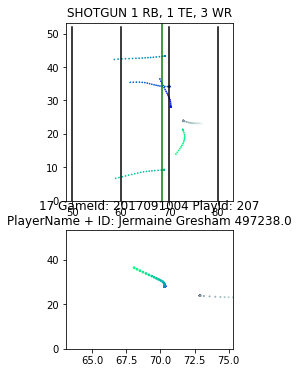 SHOTGUN 1 RB, 1 TE, 3 WR
50
40
30
20
10
0
50 60 70 80
17 GameId: 2017091004 PlayId: 207
PlayerName + ID: Jermaine Gresham 497238.0
40
20
0
65.0 67.5 70.0 72.5 75.0